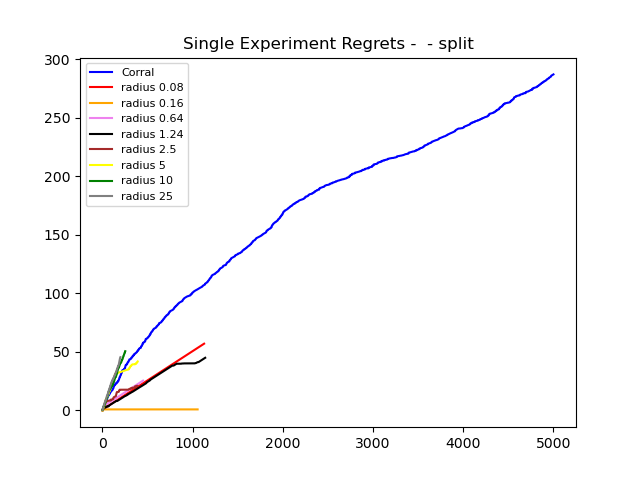 Single Experiment Regrets -  - split
300
250
200
150
100
50
0
Corral
radius 0.08
radius 0.16
radius 0.64
radius 1.24
radius 2.5
radius 5
radius 10
radius 25
0 1000 2000 3000 4000 5000